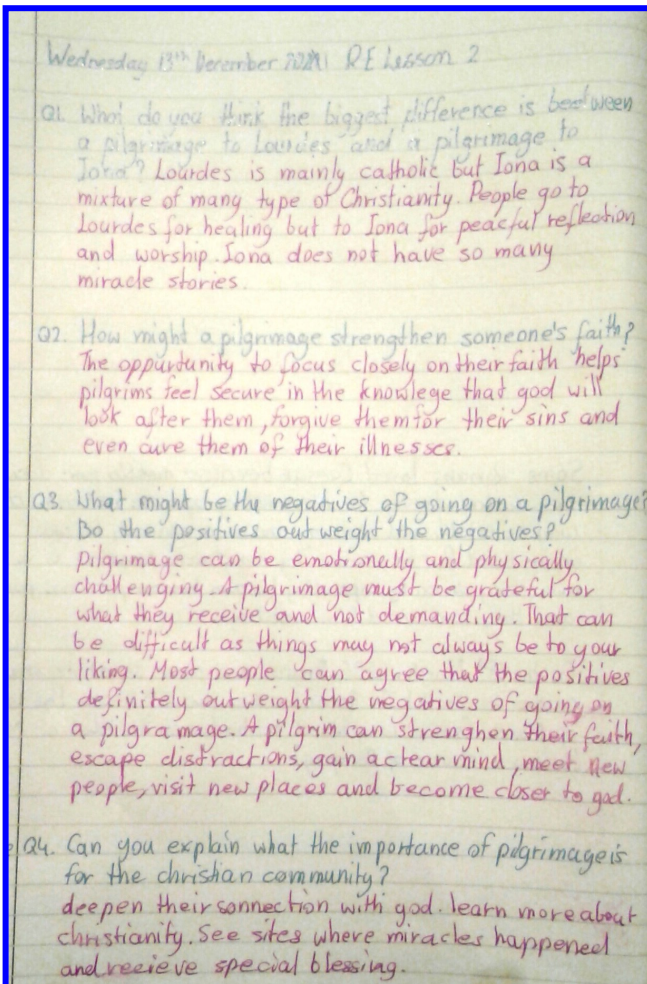 Wednesday 13th December RE Lesson 2
Q1. What do you think the biggest difference is between
a pilgrimage to Lourdes and a pilgrimage to
Iona? Lourdes is mainly catholic but Iona is a
mixture of many type of Christianity. People go to
Lourdes for healing but to Iona for peacful reflection
and worship. Iona does not have so many
miracle stories.
Q2. How might a pilgrimage strengthen someone's faith?
The oppurtunity to focus closely on their faith helps
pilgrims feel secure in the knowlege that god will
look after them, forgive them for their sins and
even cure them of their illnesses.
Q3. What might be the negatives of going on a pilgrimage?
Do the positives out weight the negatives?
Pilgrimage can be emotionally and physically
challenging. A pilgrimage must be grateful for
what they receive and not demanding. That can
be difficult as things may not always be to your
liking. Most people can agree that the positives
definitely outweight the negatives of going on
a pilgramage. A pilgrim can strenghen their faith,
escape distractions, gain a clear mind, meet new
people, visit new places and become closer to god.
Q4. Can you explain what the importance of pilgrimage is
for the christian community?
deepen their connection with god. learn more about
christianity. See sites where miracles happened
and recieve special blessing.